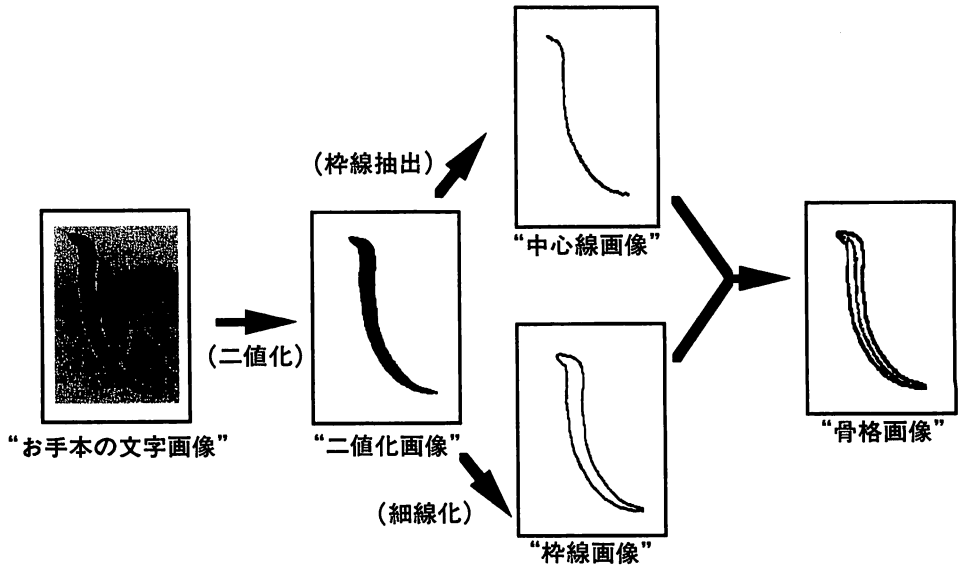 “お手本の文字画像”
(二値化)
“二値化画像”
(枠線抽出)
“中心線画像”
(細線化)
“枠線画像”
“骨格画像”